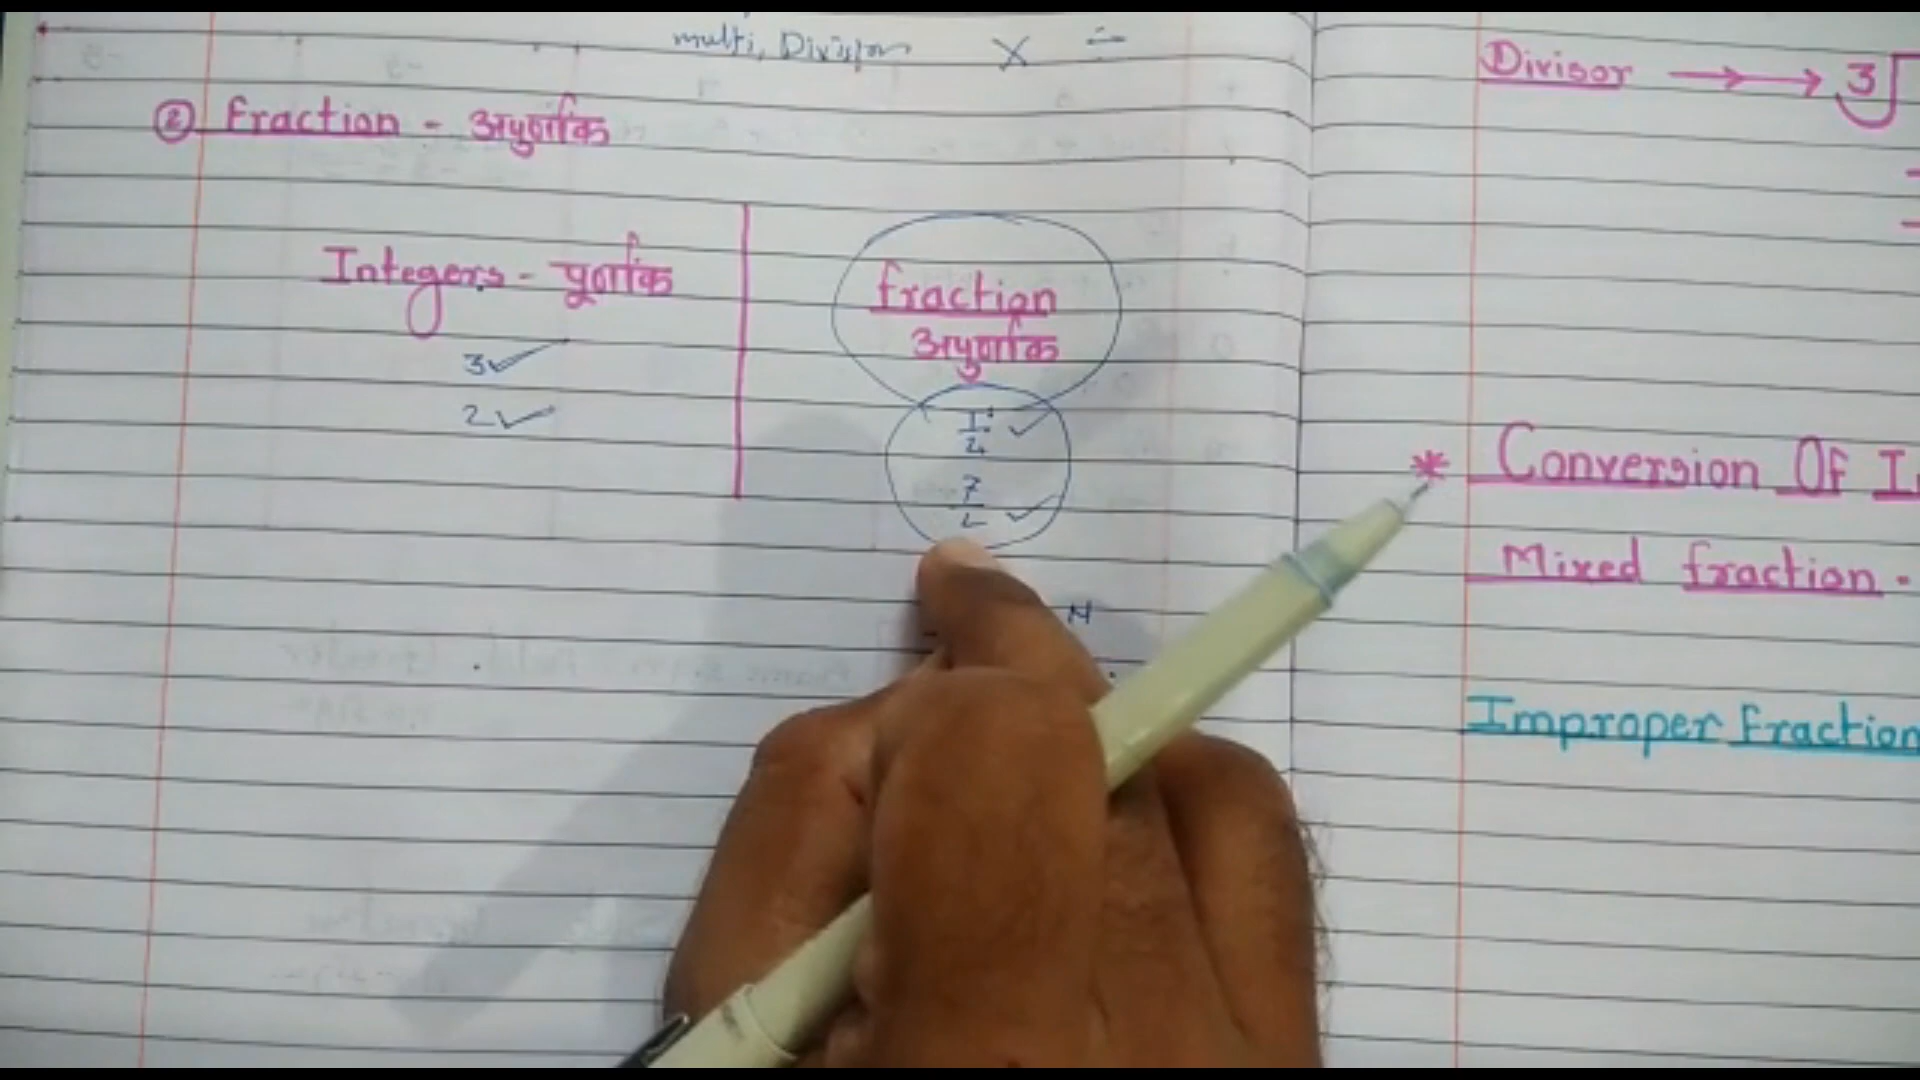 multi, Division X ÷
② fraction - अपुर्णांक
Integers - पूर्णांक
3 ✓
2 ✓
fraction
अपुर्णांक
1/2 ✓
7/2 ✓
N
Divisor →→ 3
* Conversion Of I
Mixed fraction.
Improper fraction